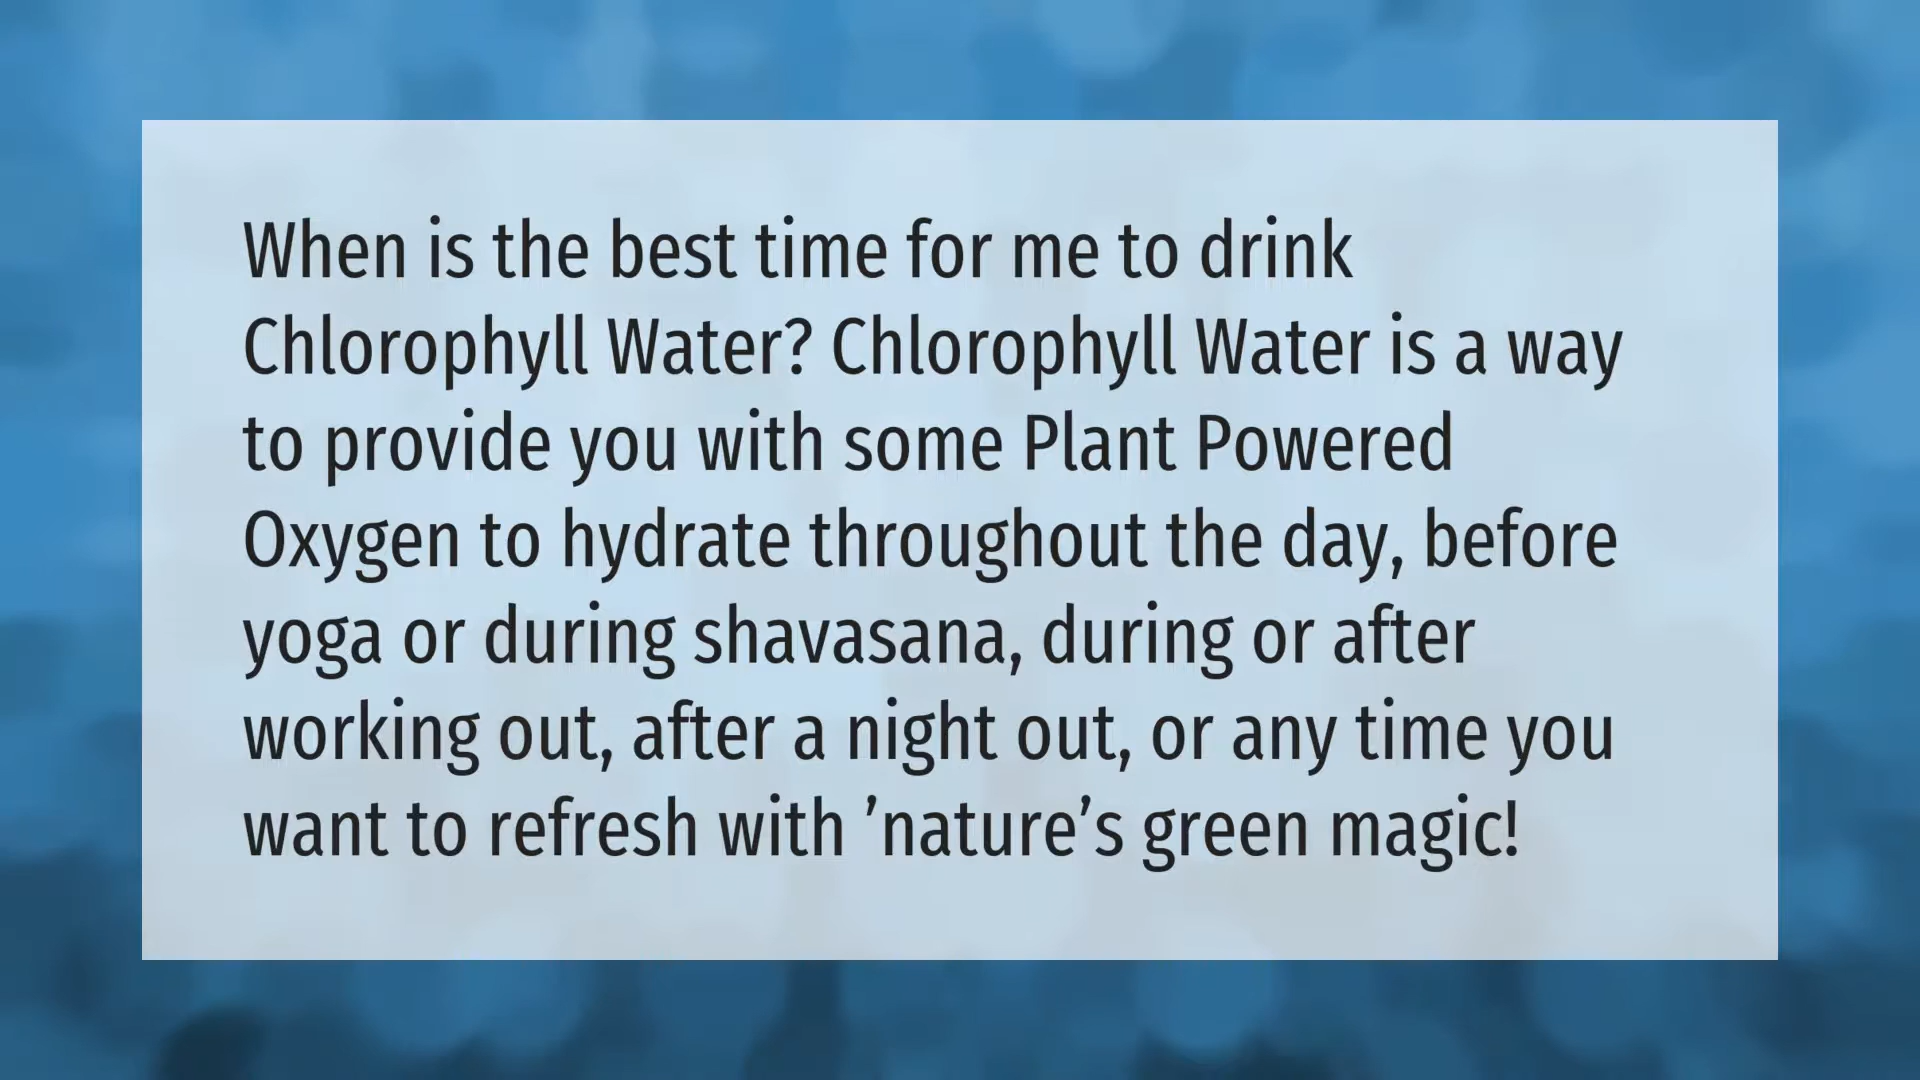 When is the best time for me to drink
Chlorophyll Water? Chlorophyll Water is a way
to provide you with some Plant Powered
Oxygen to hydrate throughout the day, before
yoga or during shavasana, during or after
working out, after a night out, or any time you
want to refresh with ’nature’s green magic!